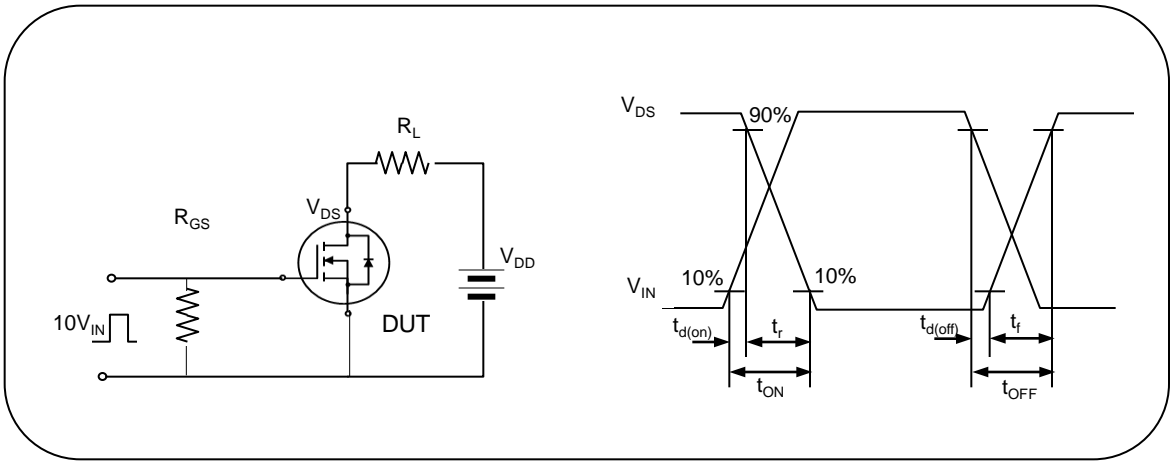 R_L
R_GS
V_DS
V_DD
10V_IN
DUT
V_DS
90%
V_IN
10%
10%
t_d(on)
t_r
t_d(off)
t_f
t_ON
t_OFF